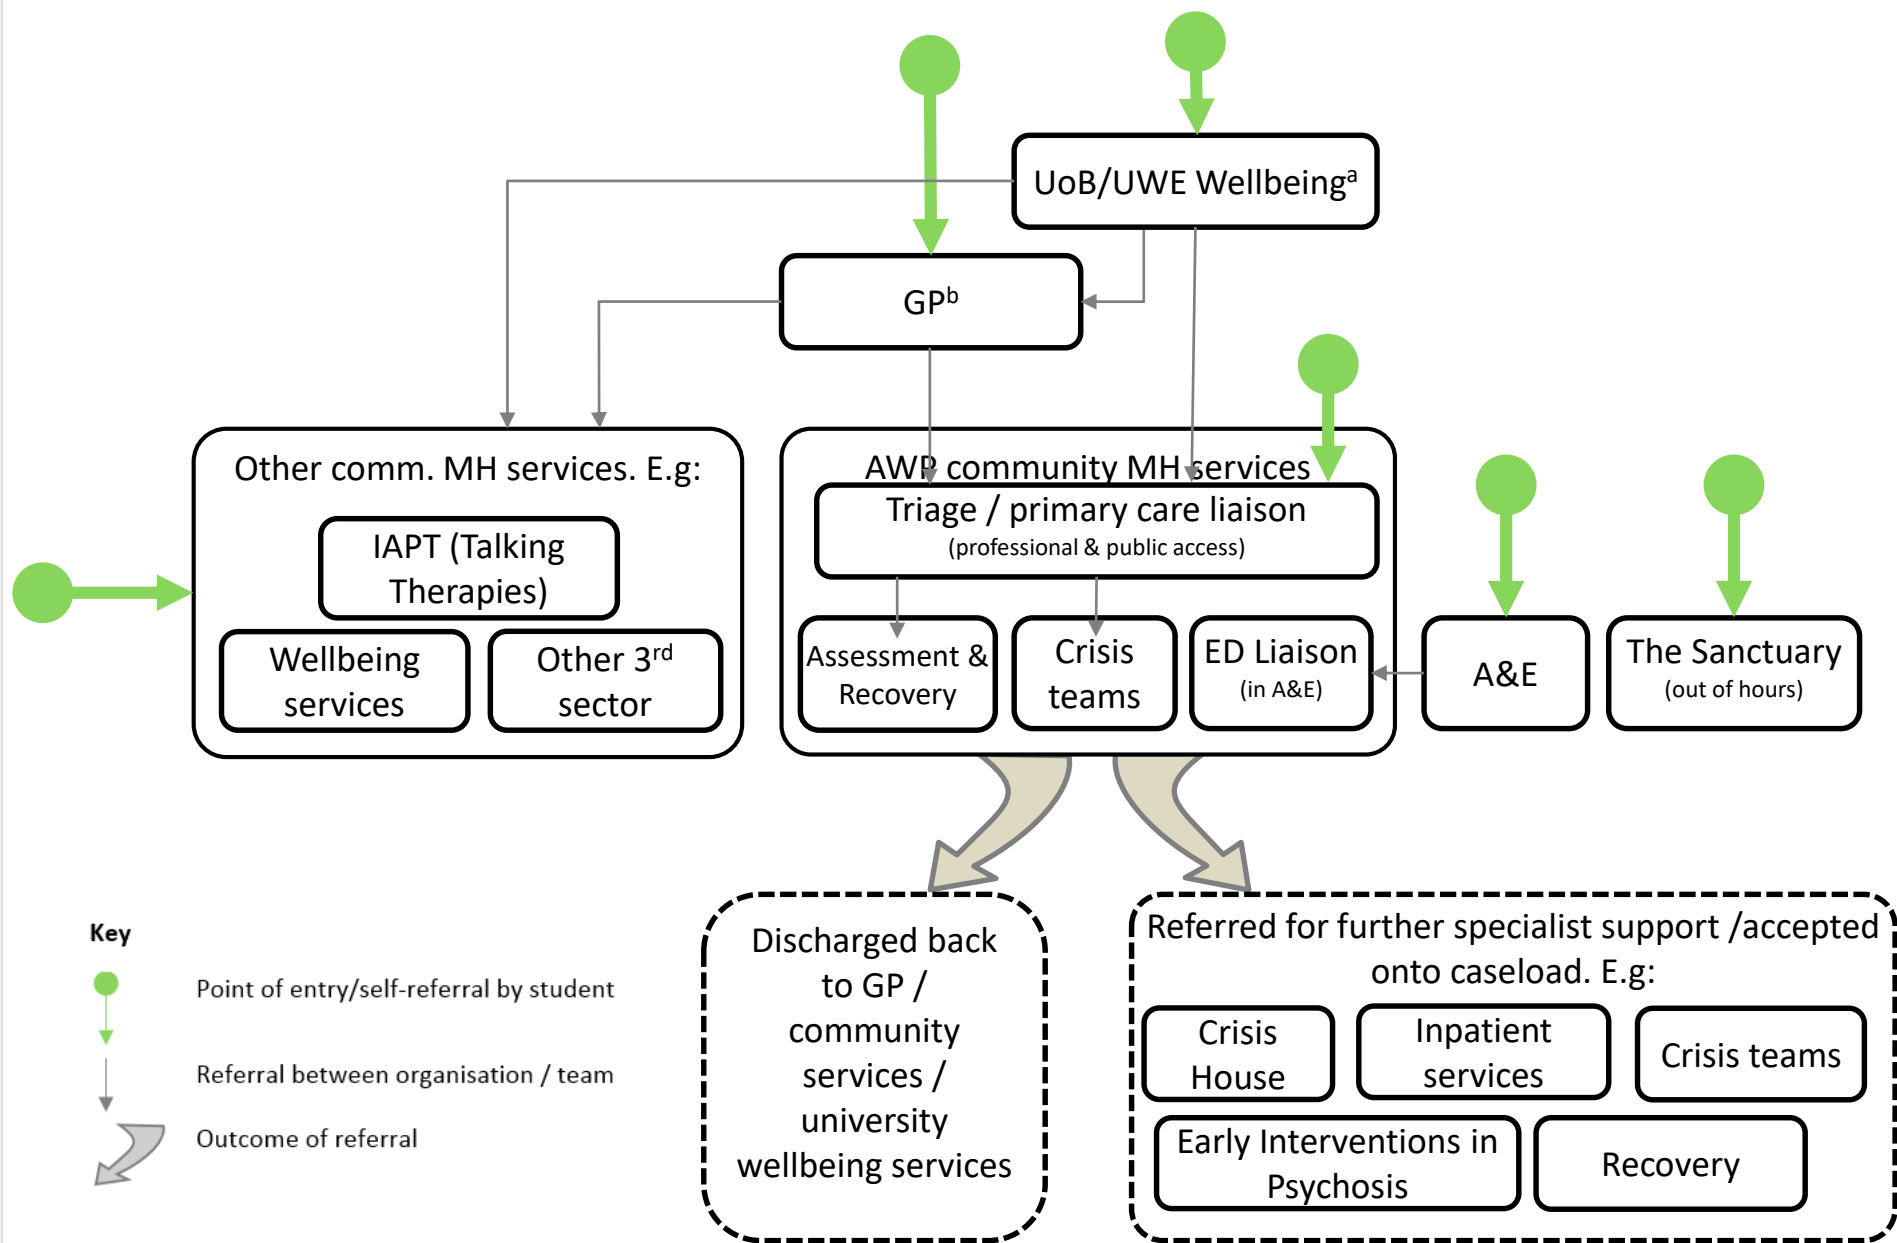 UoB/UWE Wellbeingᵃ
GPᵇ
Other comm. MH services. E.g:
IAPT (Talking
Therapies)
Wellbeing
services
Other 3ʳᵈ
sector
AWP community MH services
Triage / primary care liaison
(professional & public access)
Assessment &
Recovery
Crisis
teams
ED Liaison
(in A&E)
A&E
The Sanctuary
(out of hours)
Discharged back
to GP /
community
services /
university
wellbeing services
Referred for further specialist support /accepted
onto caseload. E.g:
Crisis
House
Inpatient
services
Crisis teams
Early Interventions in
Psychosis
Recovery
Key
Point of entry/self-referral by student
Referral between organisation / team
Outcome of referral